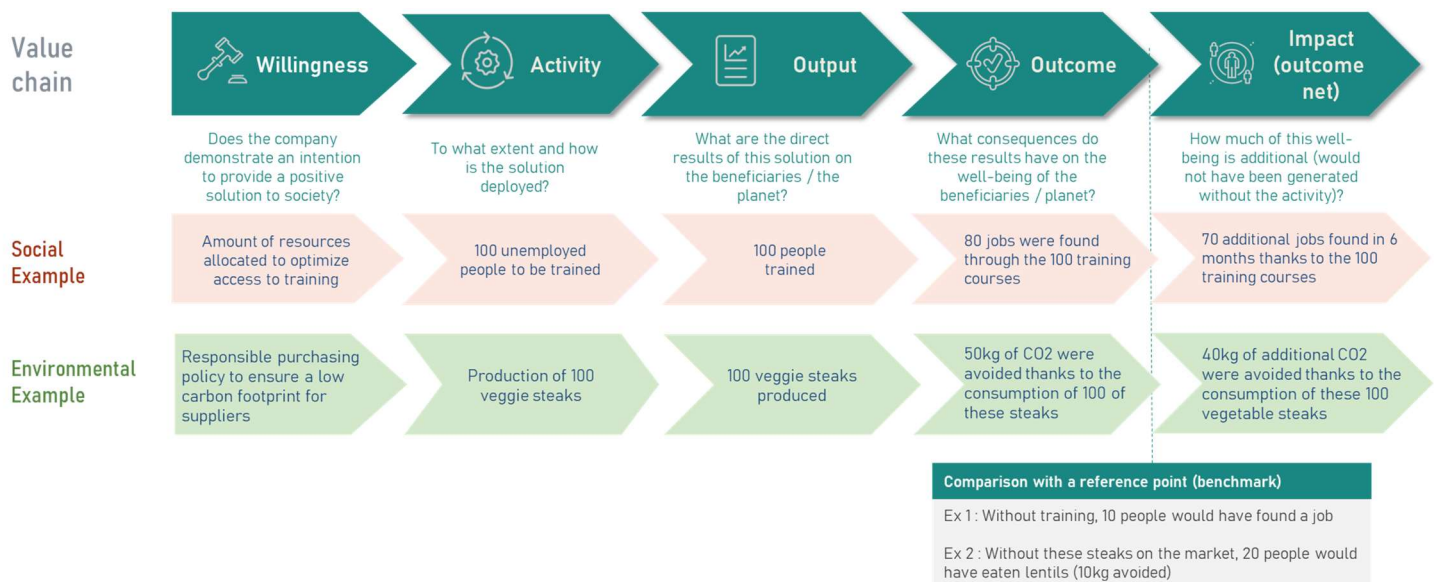 Value
chain
Willingness
Activity
Output
Outcome
Impact
(outcome
net)
Does the company
demonstrate an intention
to provide a positive
solution to society?
To what extent and how
is the solution
deployed?
What are the direct
results of this solution on
the beneficiaries / the
planet?
What consequences do
these results have on the
well-being of the
beneficiaries / planet?
How much of this well-
being is additional (would
not have been generated
without the activity)?
Social
Example
Amount of resources
allocated to optimize
access to training
100 unemployed
people to be trained
100 people
trained
80 jobs were found
through the 100 training
courses
70 additional jobs found in 6
months thanks to the 100
training courses
Environmental
Example
Responsible purchasing
policy to ensure a low
carbon footprint for
suppliers
Production of 100
veggie steaks
100 veggie steaks
produced
50kg of CO2 were
avoided thanks to the
consumption of 100 of
these steaks
40kg of additional CO2
were avoided thanks to the
consumption of these 100
vegetable steaks
Comparison with a reference point (benchmark)
Ex 1 : Without training, 10 people would have found a job
Ex 2 : Without these steaks on the market, 20 people would
have eaten lentils (10kg avoided)